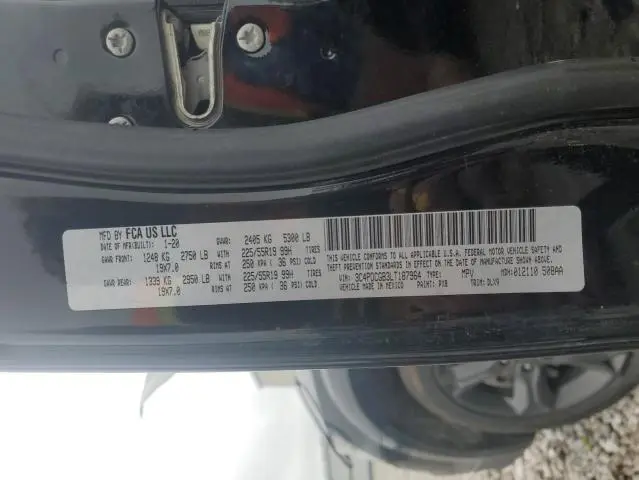 MFD BY FCA US LLC
DATE OF MFR(BUILT): 1-20 GVWR: 2405 KG 5300 LB
GAWR FRONT: 1248 KG 2750 LB WITH 225/55R19 99H TIRES
19X7.0 RIMS AT 250 KPA ( 36 PSI) COLD
GAWR REAR: 1339 KG 2950 LB WITH 225/55R19 99H TIRES
19X7.0 RIMS AT 250 KPA ( 36 PSI) COLD
THIS VEHICLE CONFORMS TO ALL APPLICABLE U.S.A. FEDERAL MOTOR VEHICLE SAFETY AND
THEFT PREVENTION STANDARDS IN EFFECT ON THE DATE OF MANUFACTURE SHOWN ABOVE.
VIN: 3C4PDCGB3LT187964 TYPE: MPV MDH: 012110 508AA
MADE IN MEXICO PAINT: PX8 TRIM: DLX9